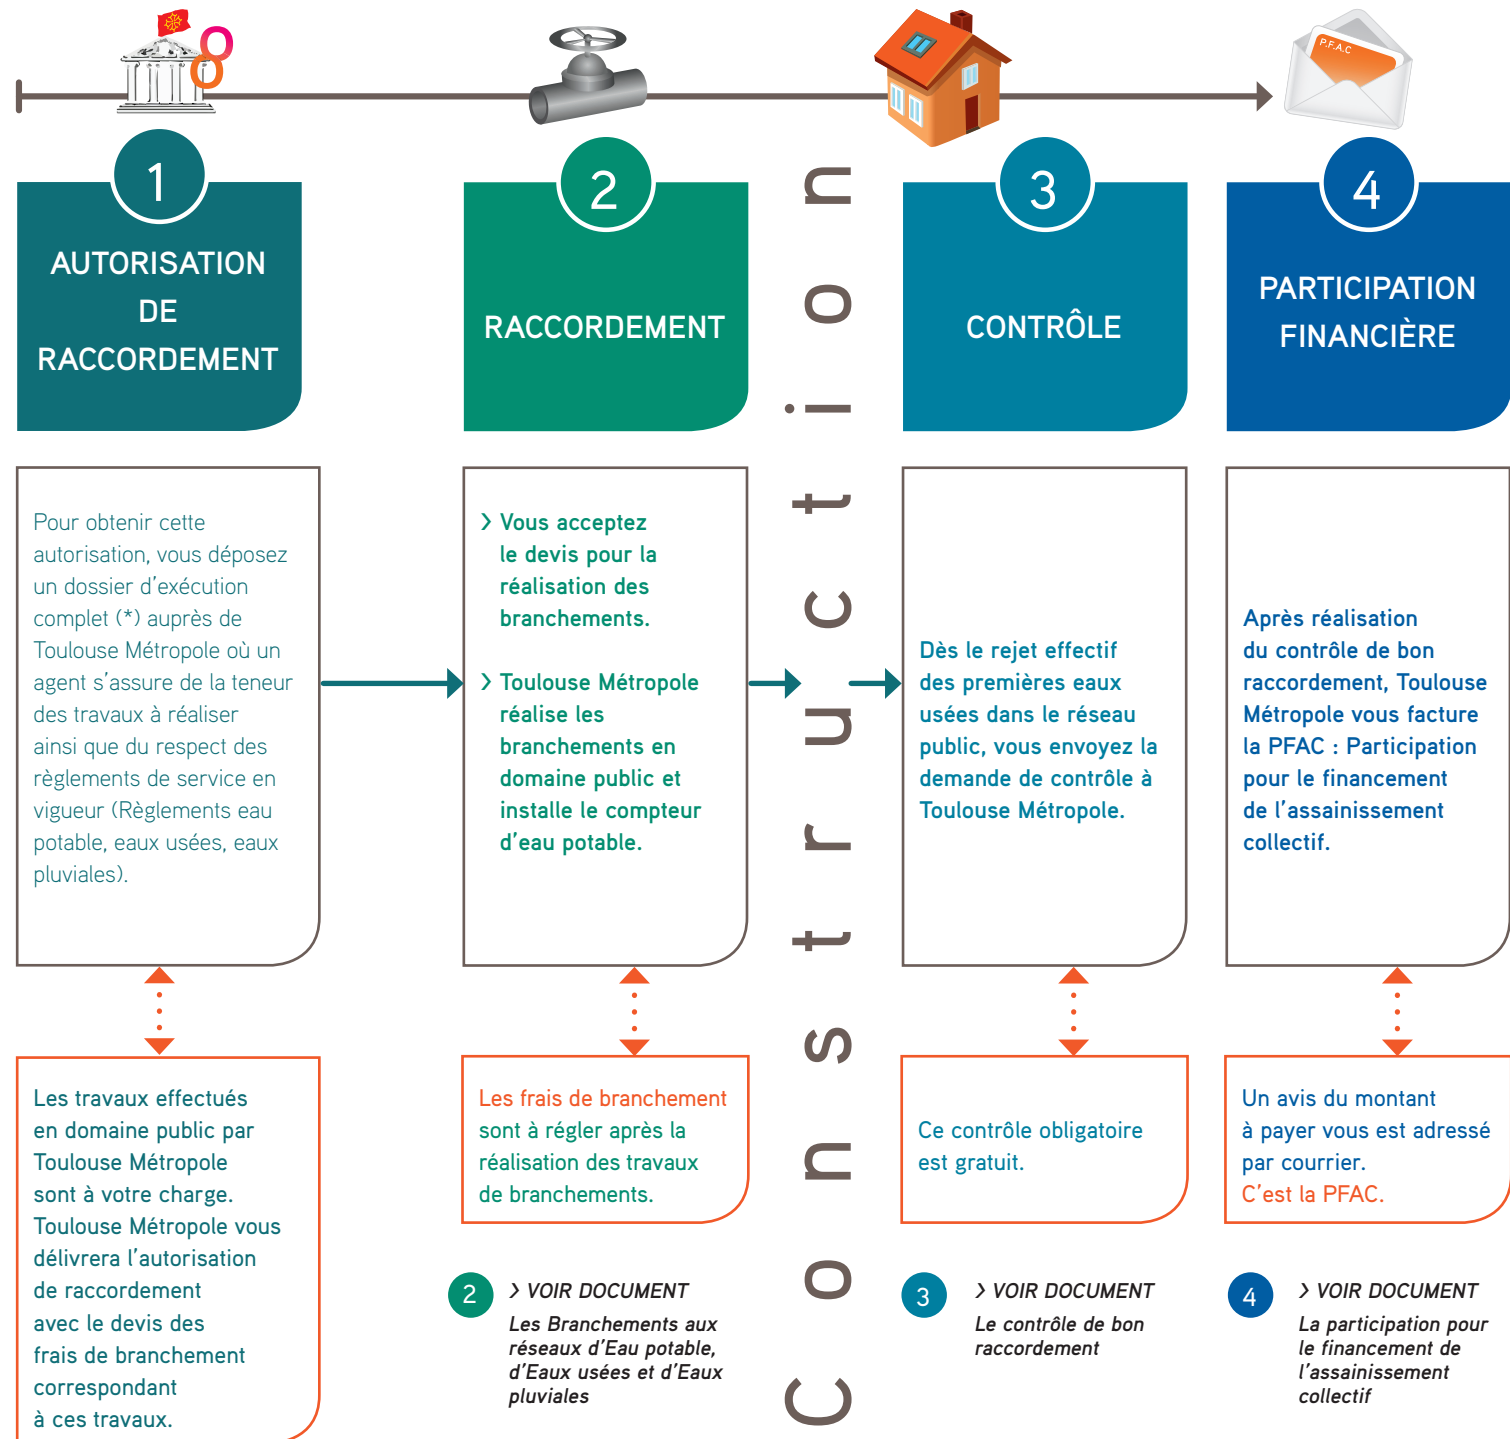 P.F.A.C
1
AUTORISATION
DE
RACCORDEMENT
Pour obtenir cette
autorisation, vous déposez
un dossier d'exécution
complet (*) auprès de
Toulouse Métropole où un
agent s'assure de la teneur
des travaux à réaliser
ainsi que du respect des
règlements de service en
vigueur (Règlements eau
potable, eaux usées, eaux
pluviales).
Les travaux effectués
en domaine public par
Toulouse Métropole
sont à votre charge.
Toulouse Métropole vous
délivrera l'autorisation
de raccordement
avec le devis des
frais de branchement
correspondant
à ces travaux.
2
RACCORDEMENT
> Vous acceptez
le devis pour la
réalisation des
branchements.
> Toulouse Métropole
réalise les
branchements en
domaine public et
installe le compteur
d'eau potable.
Les frais de branchement
sont à régler après la
réalisation des travaux
de branchements.
2 > VOIR DOCUMENT
Les Branchements aux
réseaux d'Eau potable,
d'Eaux usées et d'Eaux
pluviales
Construction
3
CONTRÔLE
Dès le rejet effectif
des premières eaux
usées dans le réseau
public, vous envoyez la
demande de contrôle à
Toulouse Métropole.
Ce contrôle obligatoire
est gratuit.
3 > VOIR DOCUMENT
Le contrôle de bon
raccordement
4
PARTICIPATION
FINANCIÈRE
Après réalisation
du contrôle de bon
raccordement, Toulouse
Métropole vous facture
la PFAC : Participation
pour le financement
de l'assainissement
collectif.
Un avis du montant
à payer vous est adressé
par courrier.
C'est la PFAC.
4 > VOIR DOCUMENT
La participation pour
le financement de
l'assainissement
collectif